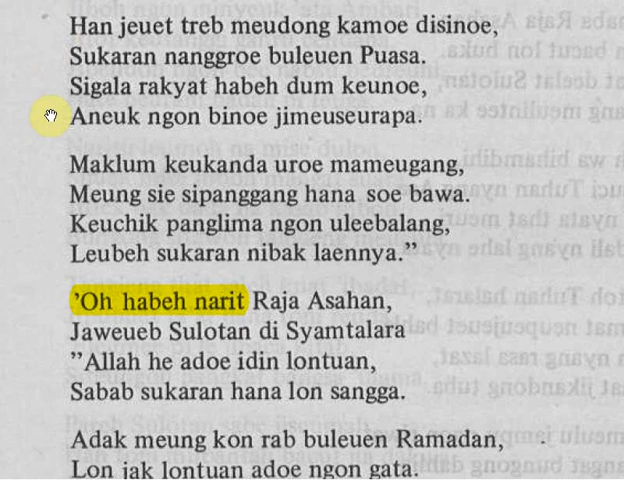 Han jeuet treb meudong kamoe disinoe,
Sukaran nanggroe buleuen Puasa.
Sigala rakyat habeh dum keunoe,
Aneuk ngon binoe jimeuseurapa.
Maklum keukanda uroe mameugang,
Meung sie sipanggang hana soe bawa.
Keuchik panglima ngon uleebalang,
Leubeh sukaran nibak laennya.”
’Oh habeh narit Raja Asahan,
Jaweueb Sulotan di Syamtalara
”Allah he adoe idin lontuan,
Sabab sukaran hana lon sangga.
Adak meung kon rab buleuen Ramadan,
Lon jak lontuan adoe ngon gata.